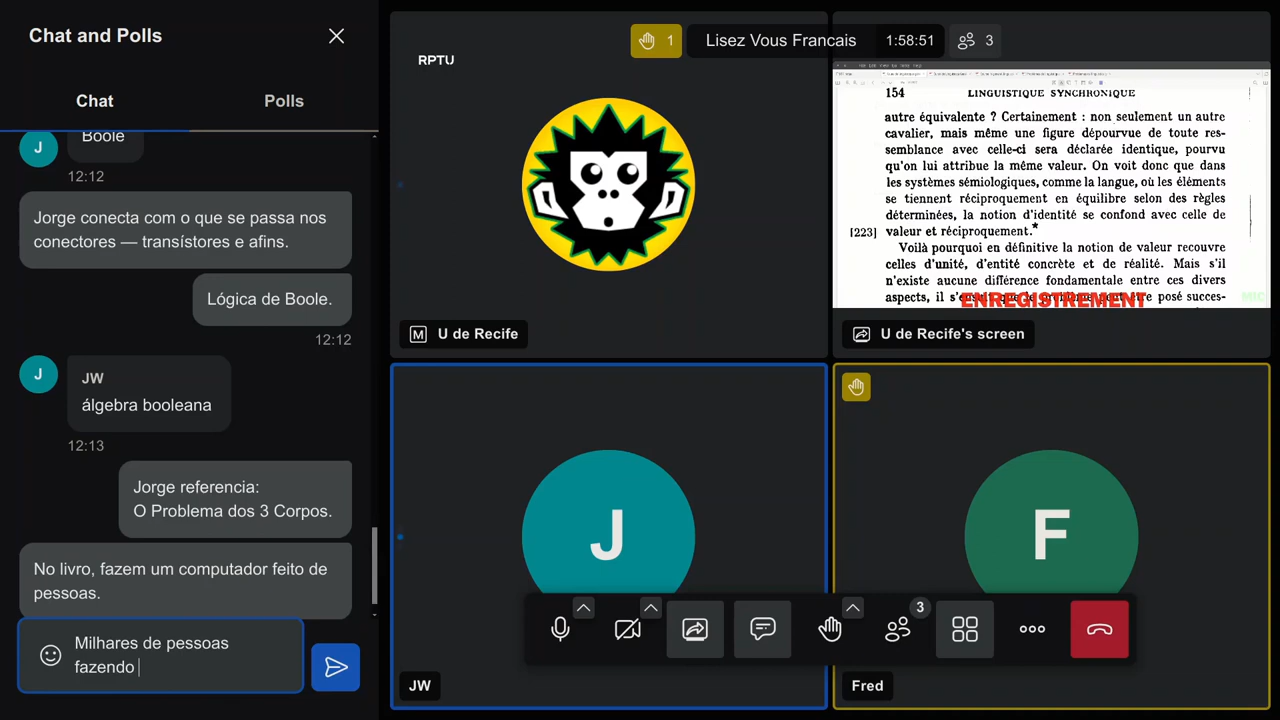 Chat and Polls
Chat
Polls
J
Boole
12:12
Jorge conecta com o que se passa nos
conectores — transístores e afins.
Lógica de Boole.
12:12
J
JW
álgebra booleana
12:13
Jorge referencia:
O Problema dos 3 Corpos.
No livro, fazem um computador feito de
pessoas.
Milhares de pessoas
fazendo
1
Lisez Vous Francais
1:58:51
3
RPTU
M
U de Recife
154
LINGUISTIQUE SYNCHRONIQUE
autre équivalente ? Certainement : non seulement un autre
cavalier, mais même une figure dépourvue de toute res-
semblance avec celle-ci sera déclarée identique, pourvu
qu'on lui attribue la même valeur. On voit donc que dans
les systèmes sémiologiques, comme la langue, où les éléments
se tiennent réciproquement en équilibre selon des règles
déterminées, la notion d'identité se confond avec celle de
[223] valeur et réciproquement.*
Voilà pourquoi en définitive la notion de valeur recouvre
celles d'unité, d'entité concrète et de réalité. Mais s'il
n'existe aucune différence fondamentale entre ces divers
aspects, il s'ensuit que le problème peut être posé succes-
ENREGISTREMENT
MIC
U de Recife's screen
J
JW
F
Fred
3